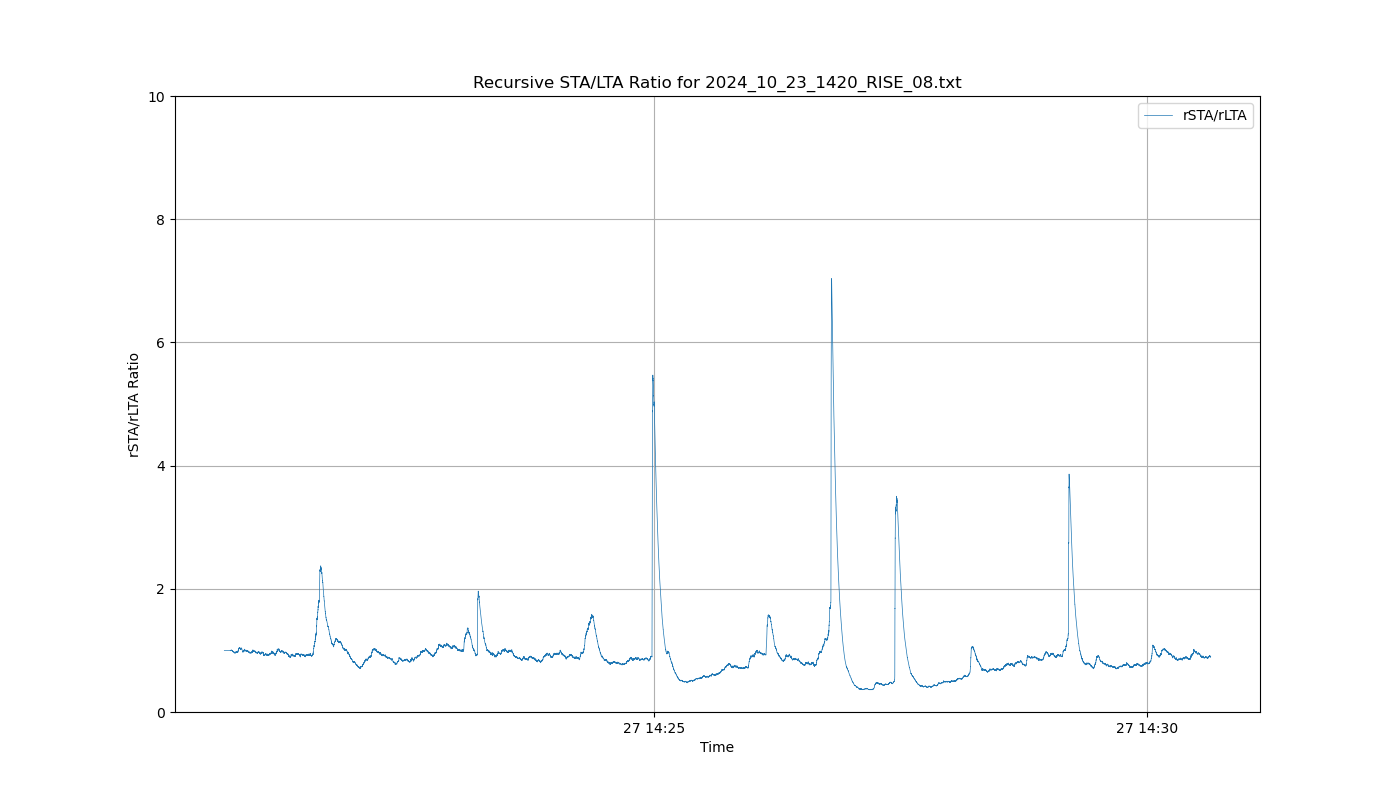 Recursive STA/LTA Ratio for 2024_10_23_1420_RISE_08.txt
rSTA/rLTA
10
8
6
4
2
0
rSTA/rLTA Ratio
27 14:25
27 14:30
Time